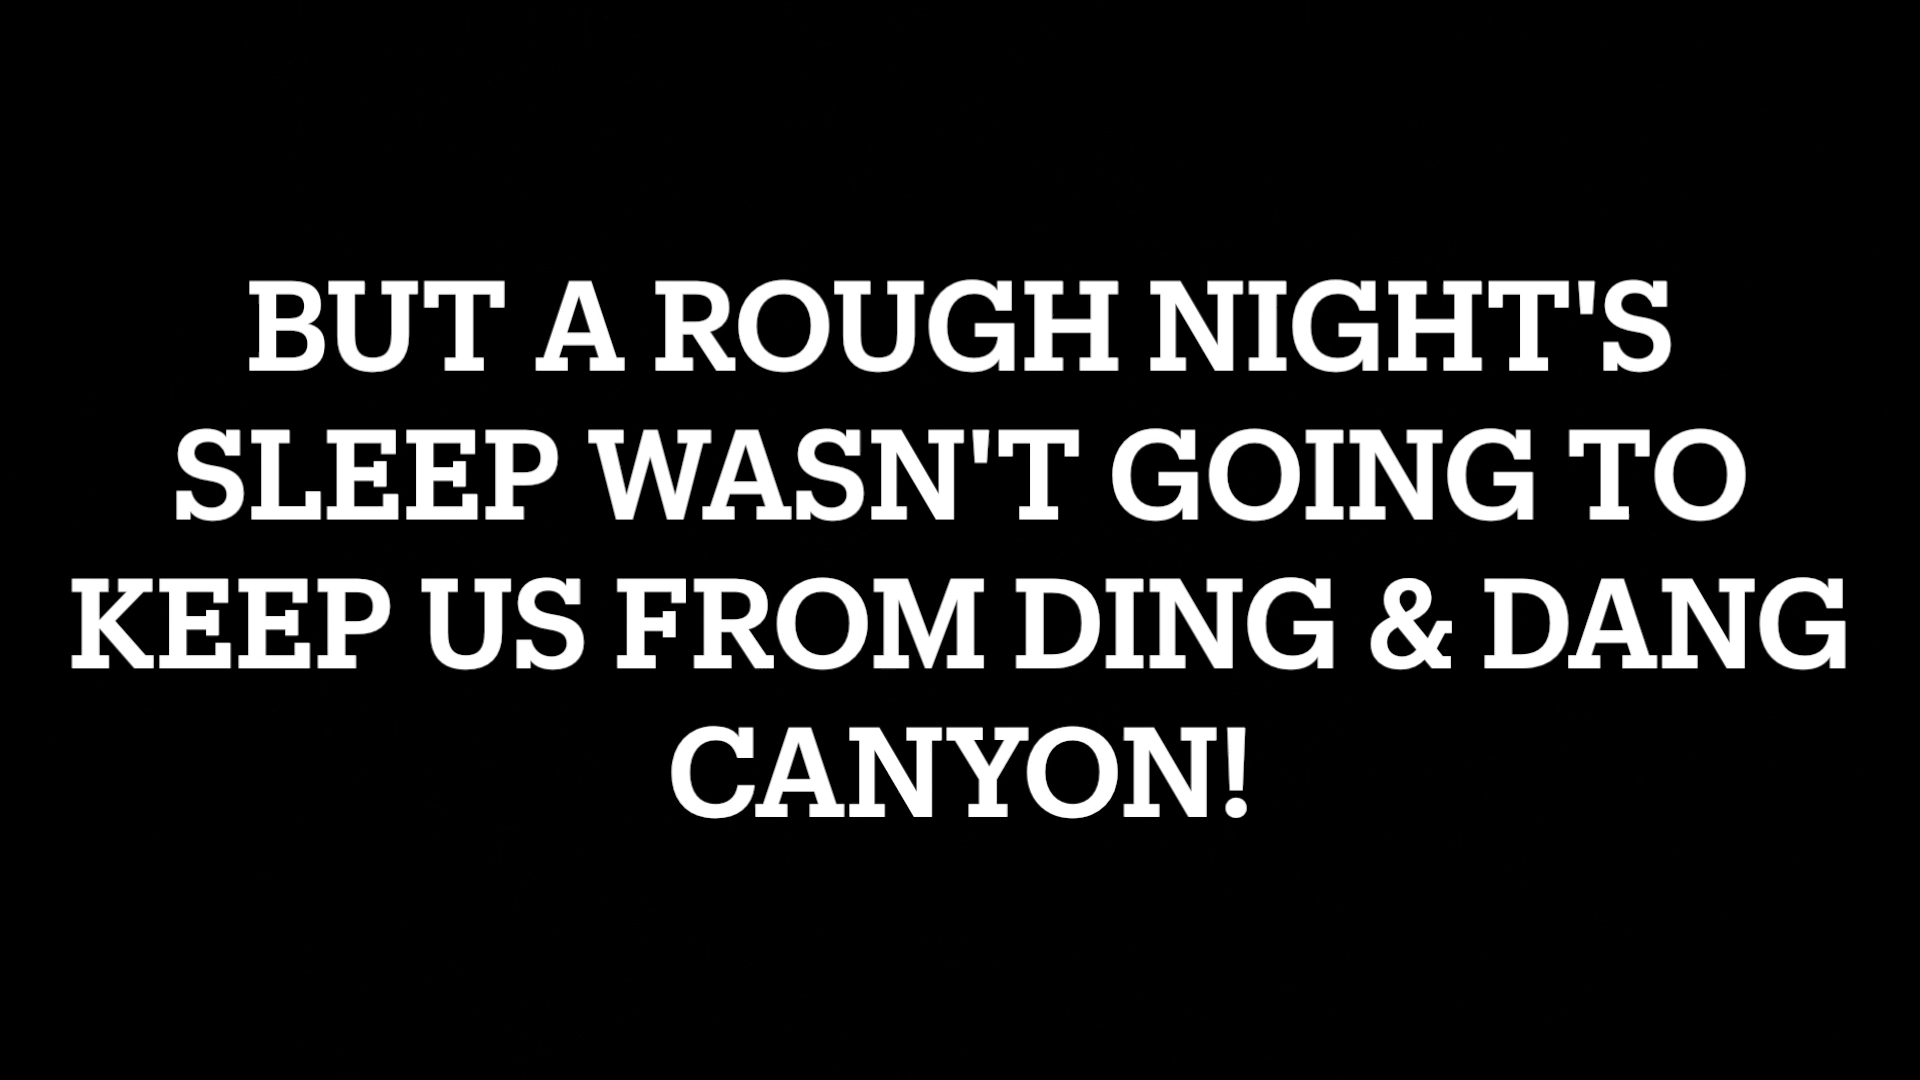 BUT A ROUGH NIGHT'S
SLEEP WASN'T GOING TO
KEEP US FROM DING & DANG
CANYON!